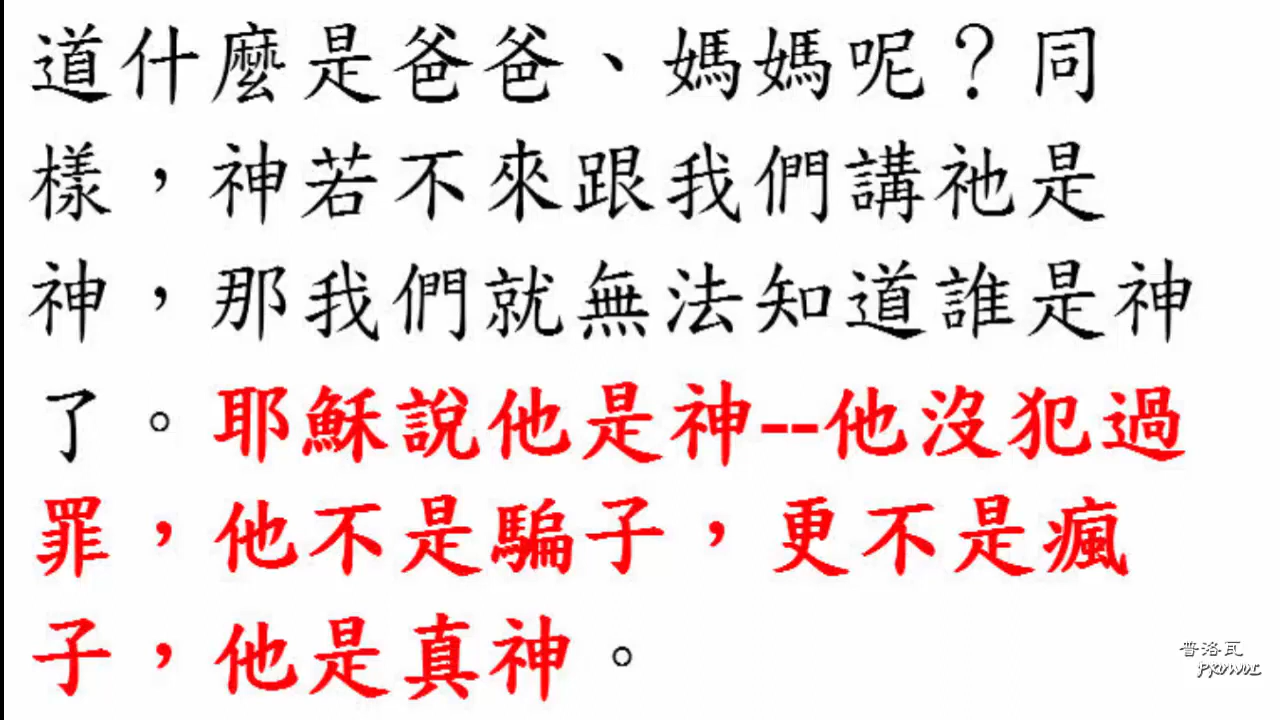 道什麼是爸爸、媽媽呢？同
樣，神若不來跟我們講祂是
神，那我們就無法知道誰是神
了。耶穌說他是神--他沒犯過
罪，他不是騙子，更不是瘋
子，他是真神。
普洛瓦